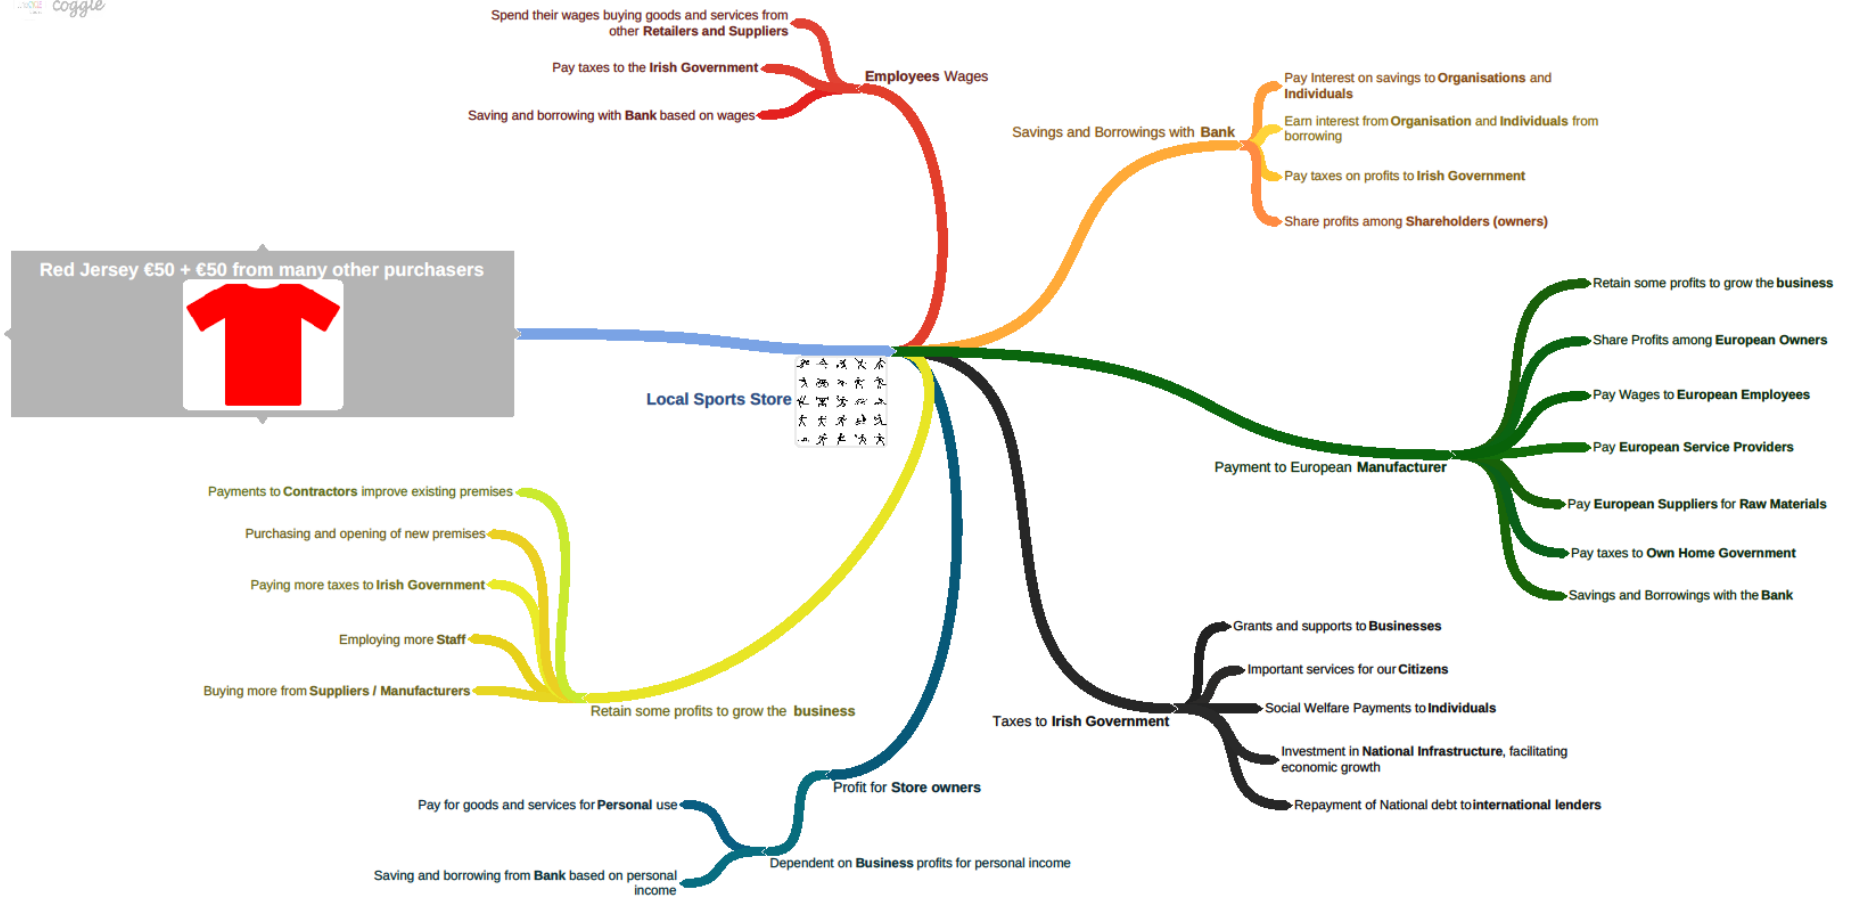 coggle
Spend their wages buying goods and services from
other Retailers and Suppliers
Pay taxes to the Irish Government
Saving and borrowing with Bank based on wages
Employees Wages
Savings and Borrowings with Bank
Pay Interest on savings to Organisations and
Individuals
Earn interest from Organisation and Individuals from
borrowing
Pay taxes on profits to Irish Government
Share profits among Shareholders (owners)
Red Jersey €50 + €50 from many other purchasers
Local Sports Store
Retain some profits to grow the business
Share Profits among European Owners
Pay Wages to European Employees
Pay European Service Providers
Payment to European Manufacturer
Pay European Suppliers for Raw Materials
Pay taxes to Own Home Government
Savings and Borrowings with the Bank
Payments to Contractors improve existing premises
Purchasing and opening of new premises
Paying more taxes to Irish Government
Employing more Staff
Buying more from Suppliers / Manufacturers
Retain some profits to grow the business
Grants and supports to Businesses
Important services for our Citizens
Social Welfare Payments to Individuals
Taxes to Irish Government
Investment in National Infrastructure, facilitating
economic growth
Repayment of National debt to international lenders
Profit for Store owners
Pay for goods and services for Personal use
Dependent on Business profits for personal income
Saving and borrowing from Bank based on personal
income